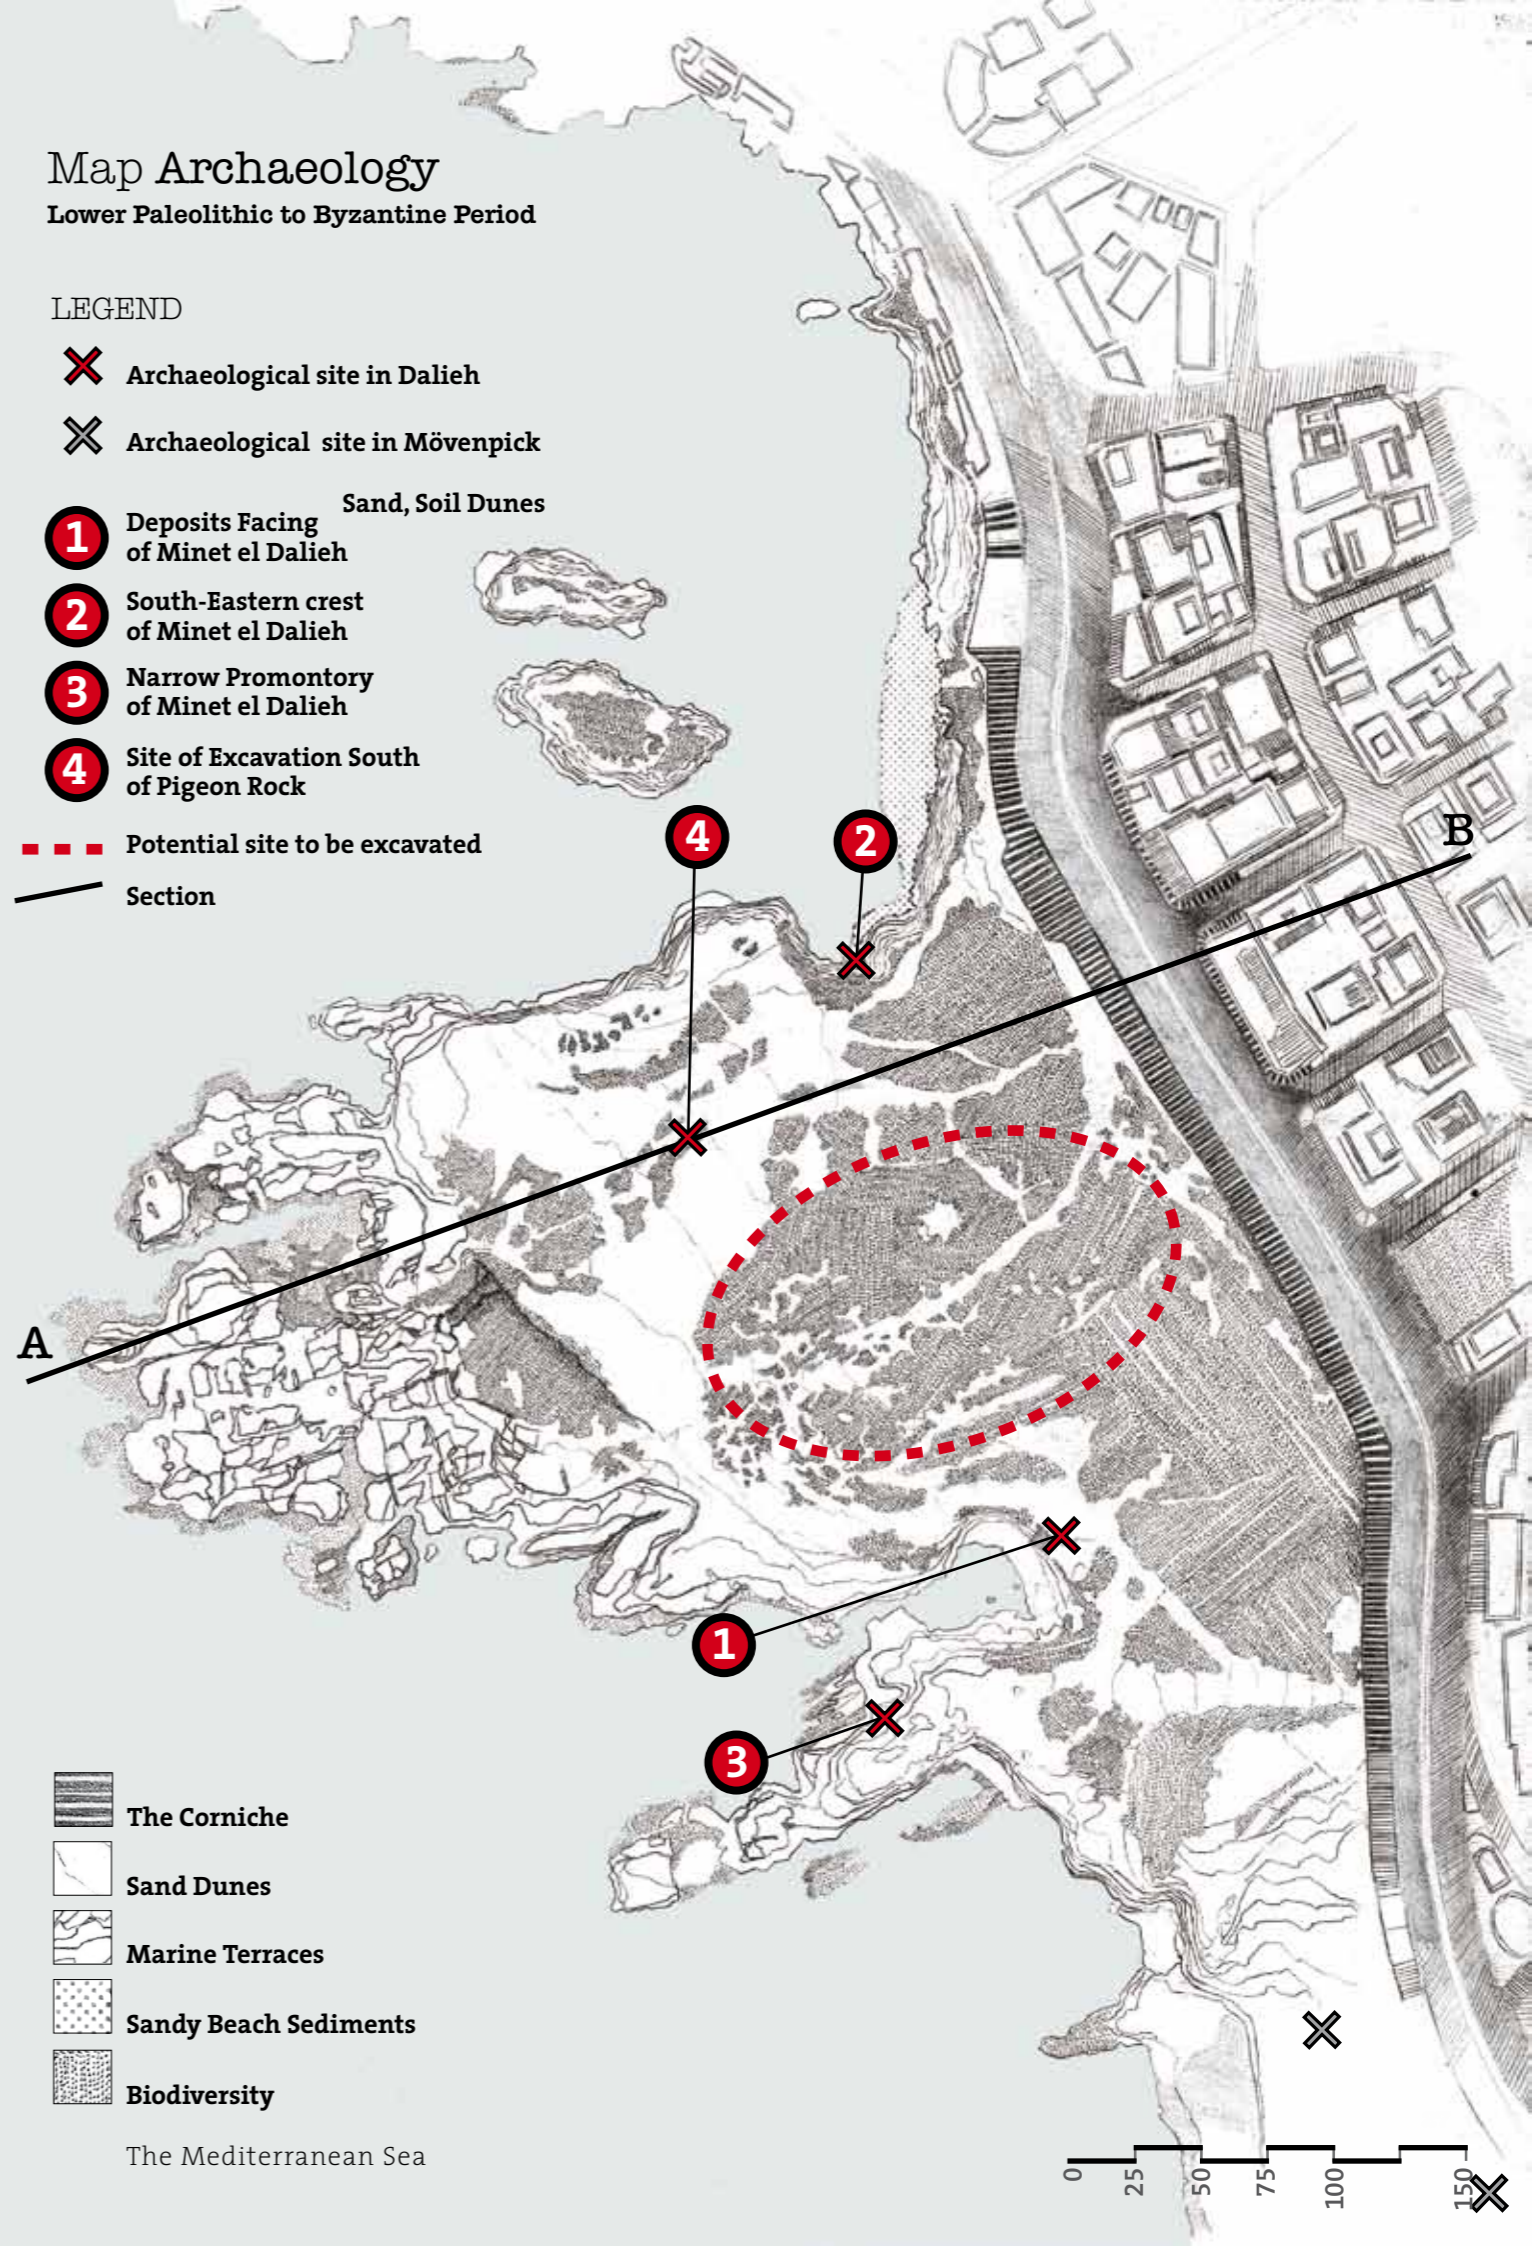 Map Archaeology
Lower Paleolithic to Byzantine Period
LEGEND
Archaeological site in Dalieh
Archaeological site in Mövenpick
Sand, Soil Dunes
1 Deposits Facing
of Minet el Dalieh
2 South-Eastern crest
of Minet el Dalieh
3 Narrow Promontory
of Minet el Dalieh
4 Site of Excavation South
of Pigeon Rock
Potential site to be excavated
Section
4
2
B
A
1
3
The Corniche
Sand Dunes
Marine Terraces
Sandy Beach Sediments
Biodiversity
The Mediterranean Sea
0 25 50 75 100 150